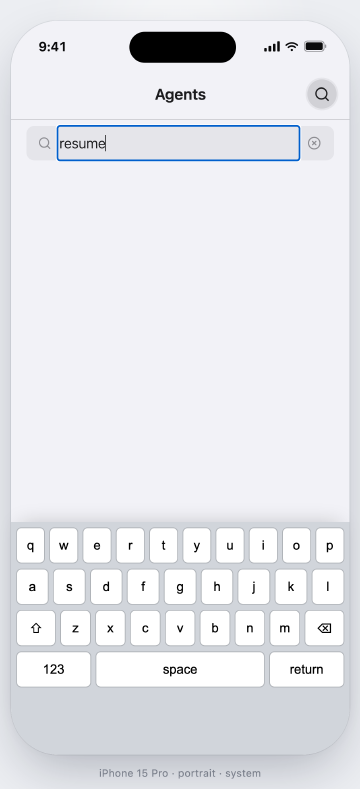 9:41
Agents
resume
q w e r t y u i o p
a s d f g h j k l
z x c v b n m
123 space return
iPhone 15 Pro · portrait · system